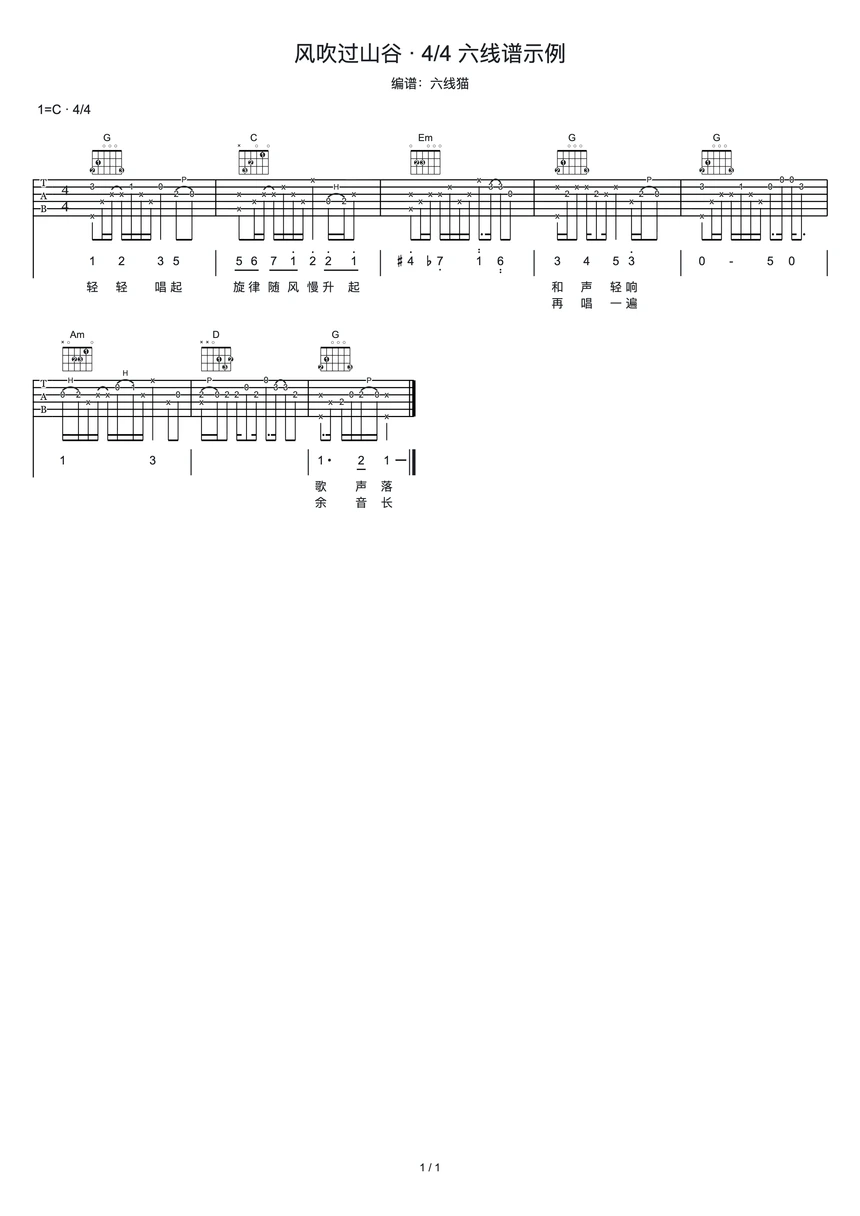 风吹过山谷 · 4/4 六线谱示例
编谱：六线猫
1=C · 4/4
G C Em G G
1 2 3 5 5 6 7 1 2 2 1 ♯4 ♭7 1 6 3 4 5 3 0 - 5 0
轻 轻 唱 起 旋 律 随 风 慢 升 起 和 声 轻 响
再 唱 一 遍
Am D G
1 3 1· 2 1 —
歌 声 落
余 音 长
1 / 1